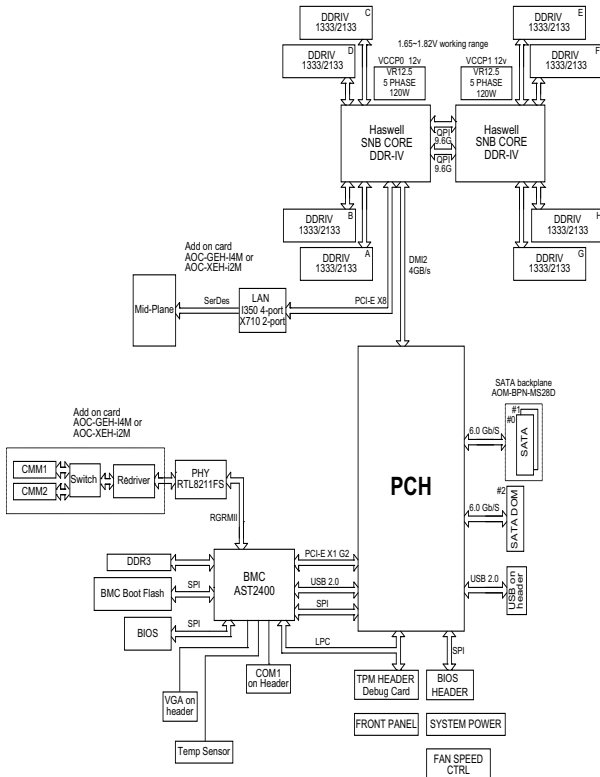 C
DDRIV
1333/2133
D
DDRIV
1333/2133
E
DDRIV
1333/2133
F
DDRIV
1333/2133
1.65~1.82V working range
VCCP0 12v
VR12.5
5 PHASE
120W
VCCP1 12v
VR12.5
5 PHASE
120W
Haswell
SNB CORE
DDR-IV
QPI
9.6G
QPI
9.6G
Haswell
SNB CORE
DDR-IV
DDRIV
1333/2133
B
DDRIV
1333/2133
A
DDRIV
1333/2133
H
DDRIV
1333/2133
G
DMI2
4GB/s
Add on card
AOC-GEH-I4M or
AOC-XEH-i2M
Mid-Plane
SerDes
LAN
I350 4-port
X710 2-port
PCI-E X8
PCH
SATA backplane
AOM-BPN-MS28D
6.0 Gb/S
#1
#0
SATA
6.0 Gb/S
#2
SATA DOM
USB 2.0
USB on
header
Add on card
AOC-GEH-I4M or
AOC-XEH-i2M
CMM1
CMM2
Switch
Redriver
PHY
RTL8211FS
RGRMII
DDR3
BMC Boot Flash
SPI
BIOS
SPI
BMC
AST2400
PCI-E X1 G2
USB 2.0
SPI
LPC
VGA on
header
Temp Sensor
COM1
on Header
TPM HEADER
Debug Card
SPI
BIOS
HEADER
FRONT PANEL
SYSTEM POWER
FAN SPEED
CTRL